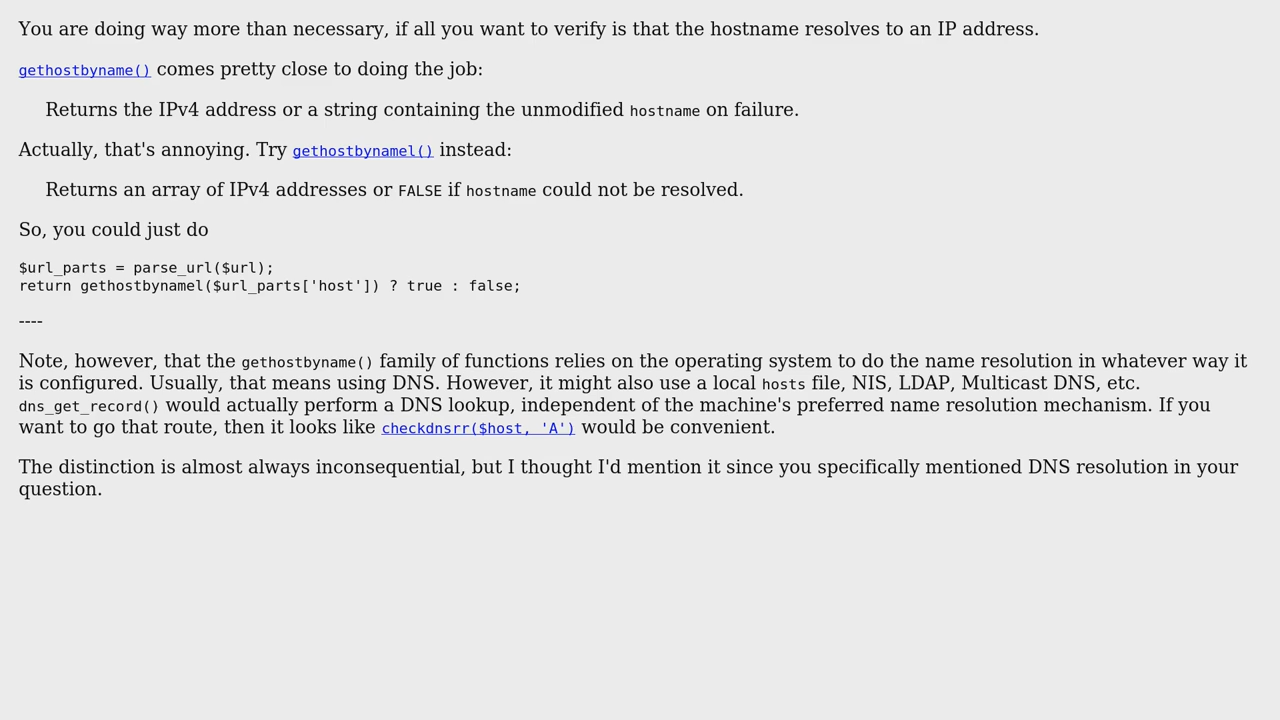 You are doing way more than necessary, if all you want to verify is that the hostname resolves to an IP address.
gethostbyname() comes pretty close to doing the job:
Returns the IPv4 address or a string containing the unmodified hostname on failure.
Actually, that's annoying. Try gethostbynamel() instead:
Returns an array of IPv4 addresses or FALSE if hostname could not be resolved.
So, you could just do
$url_parts = parse_url($url);
return gethostbynamel($url_parts['host']) ? true : false;
----
Note, however, that the gethostbyname() family of functions relies on the operating system to do the name resolution in whatever way it
is configured. Usually, that means using DNS. However, it might also use a local hosts file, NIS, LDAP, Multicast DNS, etc.
dns_get_record() would actually perform a DNS lookup, independent of the machine's preferred name resolution mechanism. If you
want to go that route, then it looks like checkdnsrr($host, 'A') would be convenient.
The distinction is almost always inconsequential, but I thought I'd mention it since you specifically mentioned DNS resolution in your
question.